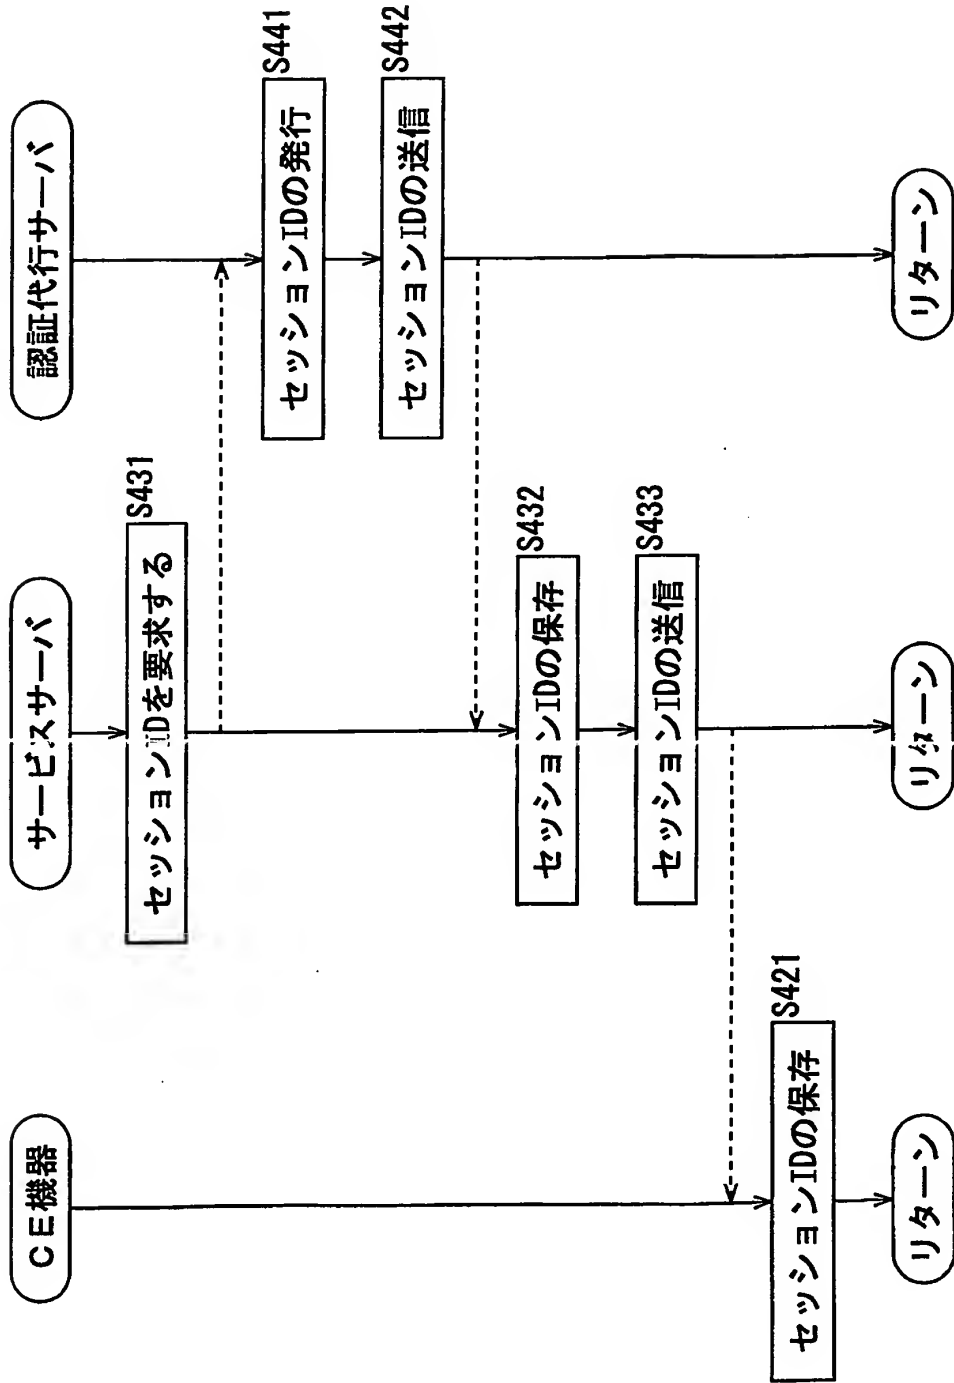 CE機器
サービスサーバ
認証代行サーバ
S431
セッションIDを要求する
S441
セッションIDの発行
S442
セッションIDの送信
S432
セッションIDの保存
S433
セッションIDの送信
S421
セッションIDの保存
リターン
リターン
リターン